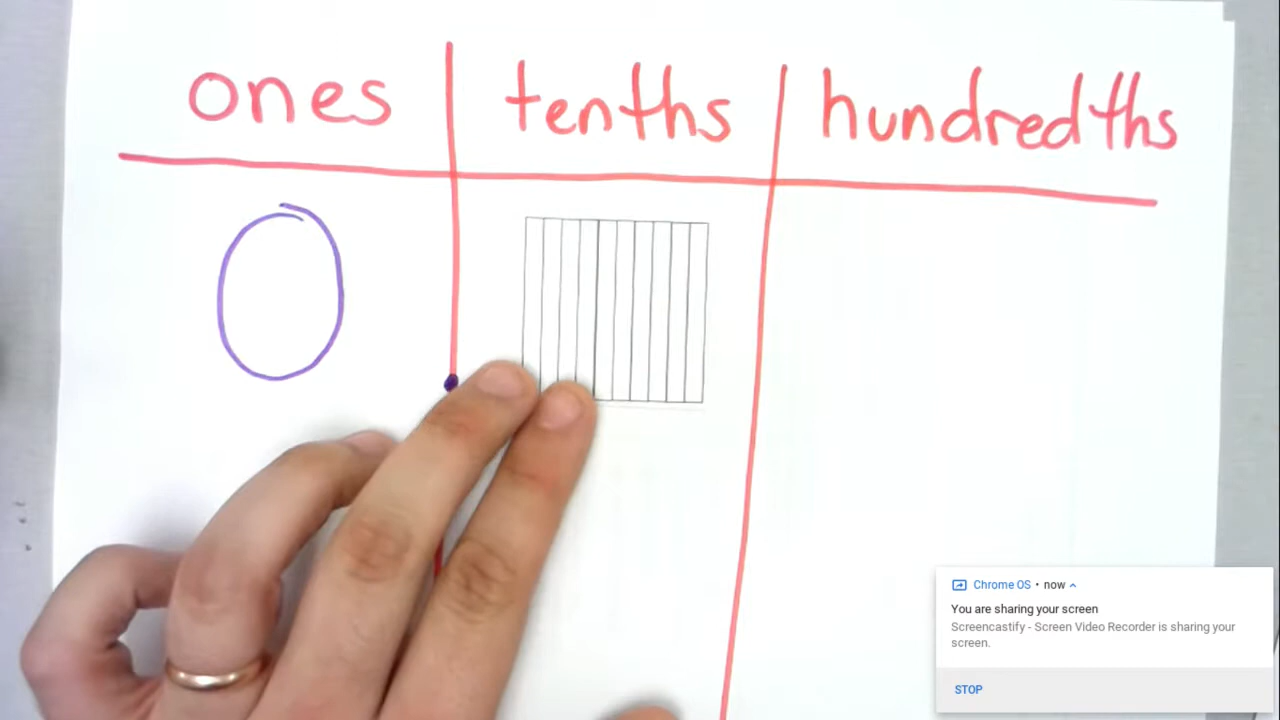 ones tenths hundredths
0
Chrome OS • now
You are sharing your screen
Screencastify - Screen Video Recorder is sharing your
screen.
STOP